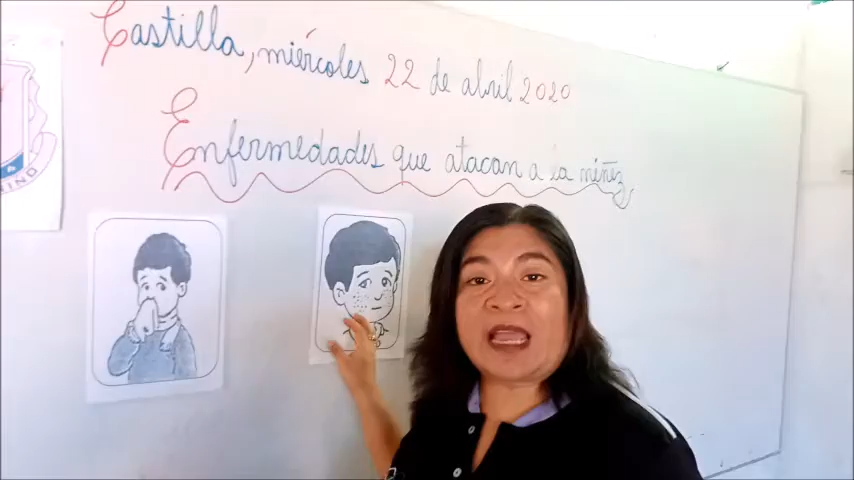 Castilla, miércoles 22 de abril 2020
Enfermedades que atacan a la niñez